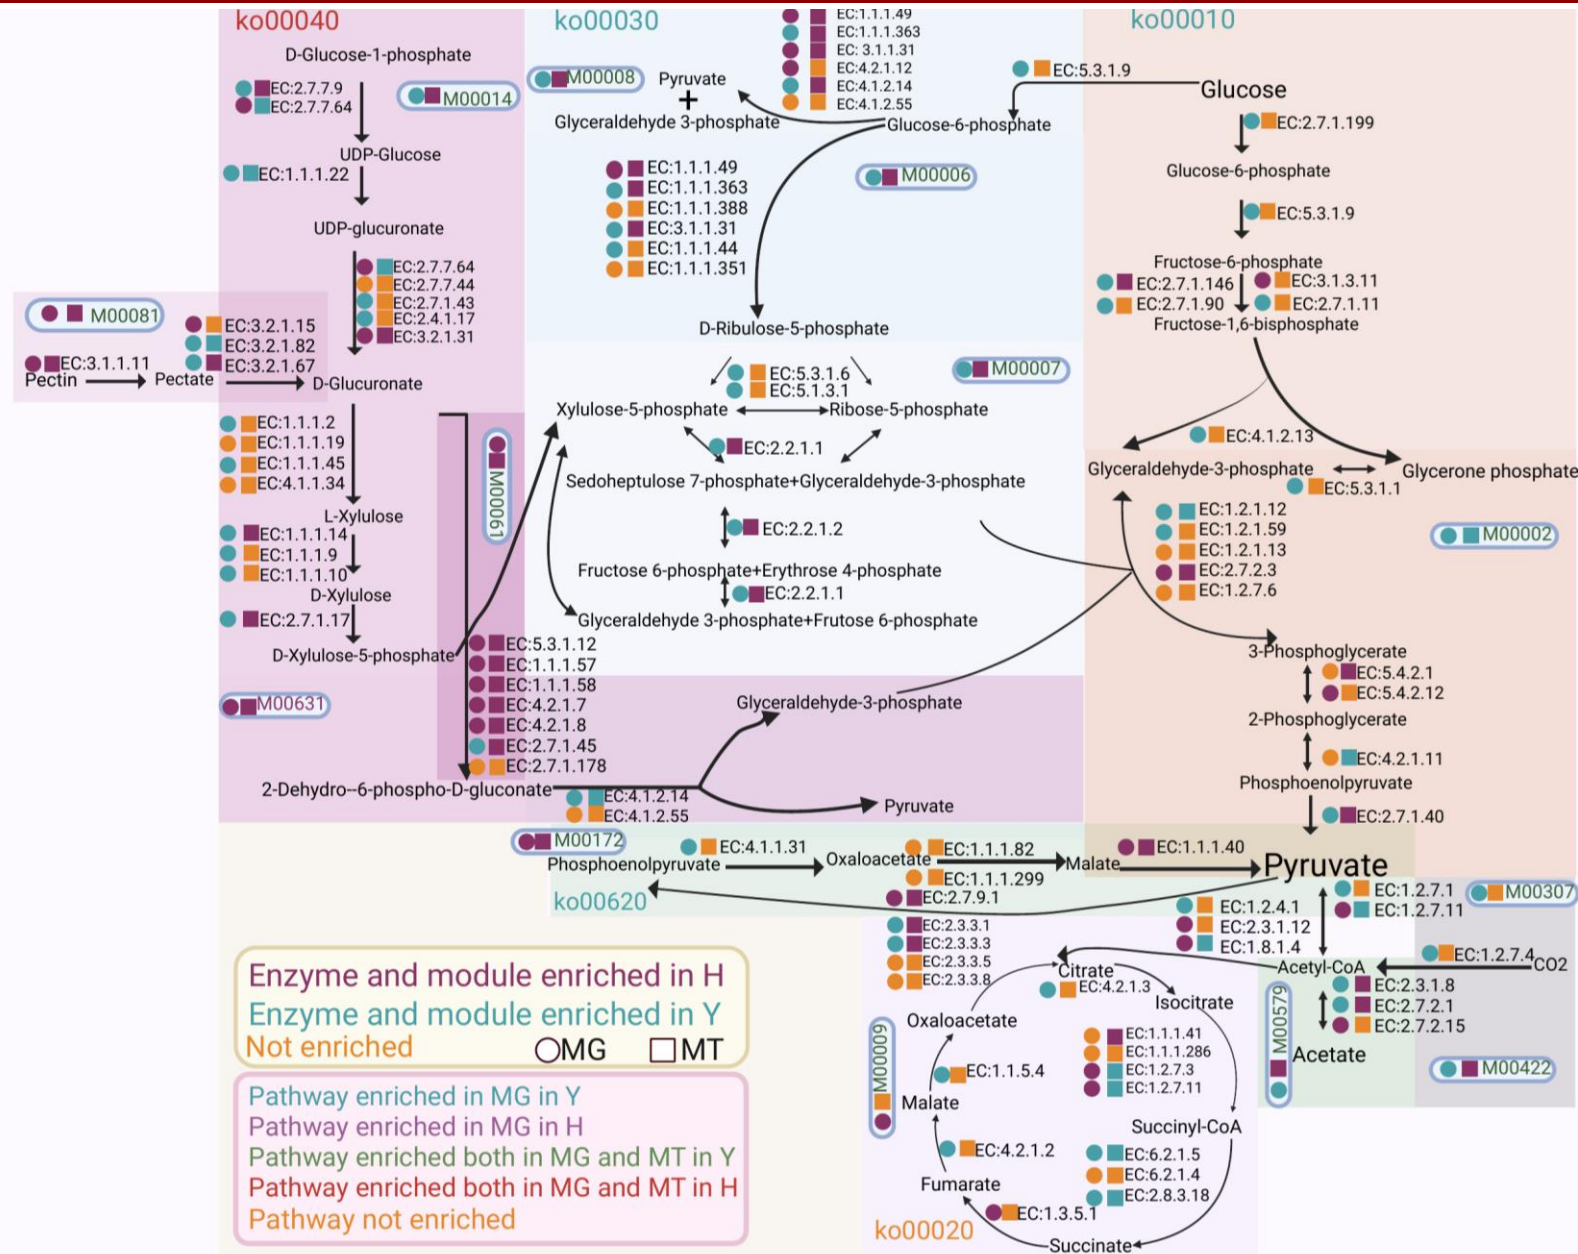 ko00040
D-Glucose-1-phosphate
EC:2.7.7.9
EC:2.7.7.64
M00014
UDP-Glucose
EC:1.1.1.22
UDP-glucuronate
EC:2.7.7.64
EC:2.7.7.44
EC:2.7.1.43
EC:2.4.1.17
EC:3.2.1.31
M00081
EC:3.2.1.15
EC:3.2.1.82
EC:3.2.1.67
EC:3.1.1.11
Pectin
Pectate
D-Glucuronate
EC:1.1.1.2
EC:1.1.1.19
EC:1.1.1.45
EC:4.1.1.34
M00061
L-Xylulose
EC:1.1.1.14
EC:1.1.1.9
EC:1.1.1.10
D-Xylulose
EC:2.7.1.17
D-Xylulose-5-phosphate
M00631
EC:5.3.1.12
EC:1.1.1.57
EC:1.1.1.58
EC:4.2.1.7
EC:4.2.1.8
EC:2.7.1.45
EC:2.7.1.178
2-Dehydro--6-phospho-D-gluconate
EC:4.1.2.14
EC:4.1.2.55
Glyceraldehyde-3-phosphate
Pyruvate
ko00030
M00008
Pyruvate
+
Glyceraldehyde 3-phosphate
EC:1.1.1.49
EC:1.1.1.363
EC: 3.1.1.31
EC:4.2.1.12
EC:4.1.2.14
EC:4.1.2.55
Glucose-6-phosphate
EC:1.1.1.49
EC:1.1.1.363
EC:1.1.1.388
EC:3.1.1.31
EC:1.1.1.44
EC:1.1.1.351
M00006
D-Ribulose-5-phosphate
EC:5.3.1.6
EC:5.1.3.1
M00007
Xylulose-5-phosphate
Ribose-5-phosphate
EC:2.2.1.1
Sedoheptulose 7-phosphate+Glyceraldehyde-3-phosphate
EC:2.2.1.2
Fructose 6-phosphate+Erythrose 4-phosphate
EC:2.2.1.1
Glyceraldehyde 3-phosphate+Frutose 6-phosphate
ko00010
EC:5.3.1.9
Glucose
EC:2.7.1.199
Glucose-6-phosphate
EC:5.3.1.9
Fructose-6-phosphate
EC:2.7.1.146
EC:3.1.3.11
EC:2.7.1.90
EC:2.7.1.11
Fructose-1,6-bisphosphate
EC:4.1.2.13
Glyceraldehyde-3-phosphate
Glycerone phosphate
EC:5.3.1.1
EC:1.2.1.12
EC:1.2.1.59
EC:1.2.1.13
EC:2.7.2.3
EC:1.2.7.6
M00002
3-Phosphoglycerate
EC:5.4.2.1
EC:5.4.2.12
2-Phosphoglycerate
EC:4.2.1.11
Phosphoenolpyruvate
EC:2.7.1.40
M00172
Phosphoenolpyruvate
EC:4.1.1.31
Oxaloacetate
EC:1.1.1.82
EC:1.1.1.299
Malate
EC:1.1.1.40
Pyruvate
EC:2.7.9.1
ko00620
EC:1.2.7.1
EC:1.2.7.11
M00307
EC:1.2.4.1
EC:2.3.1.12
EC:1.8.1.4
EC:1.2.7.4
CO2
Acetyl-CoA
EC:2.3.1.8
EC:2.7.2.1
EC:2.7.2.15
M00579
Acetate
M00422
EC:2.3.3.1
EC:2.3.3.3
EC:2.3.3.5
EC:2.3.3.8
Citrate
EC:4.2.1.3
Isocitrate
Oxaloacetate
EC:1.1.1.41
EC:1.1.1.286
EC:1.2.7.3
EC:1.2.7.11
M00009
EC:1.1.5.4
Malate
Succinyl-CoA
EC:4.2.1.2
EC:6.2.1.5
EC:6.2.1.4
EC:2.8.3.18
Fumarate
EC:1.3.5.1
Succinate
ko00020
Enzyme and module enriched in H
Enzyme and module enriched in Y
Not enriched
MG
MT
Pathway enriched in MG in Y
Pathway enriched in MG in H
Pathway enriched both in MG and MT in Y
Pathway enriched both in MG and MT in H
Pathway not enriched